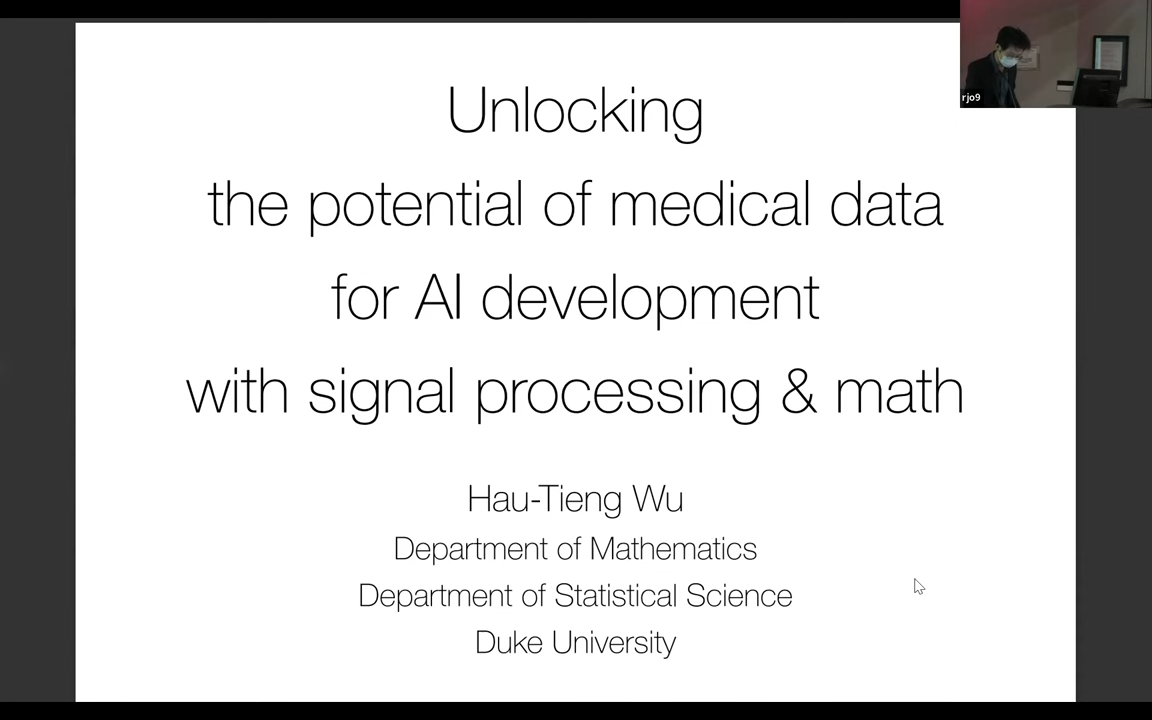 Unlocking
the potential of medical data
for AI development
with signal processing & math
Hau-Tieng Wu
Department of Mathematics
Department of Statistical Science
Duke University
rjo9